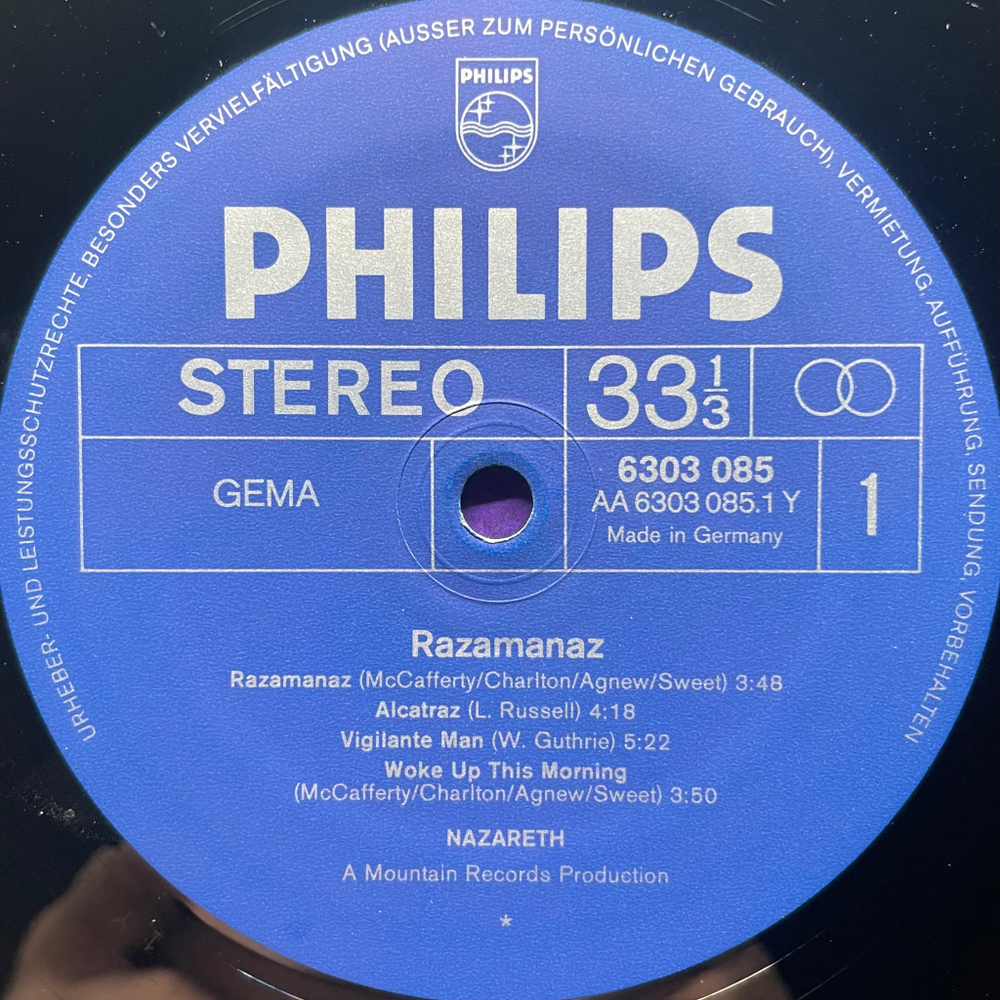 URHEBER- UND LEISTUNGSSCHUTZRECHTE, BESONDERS VERVIELFÄLTIGUNG (AUSSER ZUM PERSÖNLICHEN GEBRAUCH), VERMIETUNG, AUFFÜHRUNG, SENDUNG, VORBEHALTEN
PHILIPS
PHILIPS
STEREO 33 1/3
GEMA 6303 085 1
AA 6303 085.1 Y
Made in Germany
Razamanaz
Razamanaz (McCafferty/Charlton/Agnew/Sweet) 3:48
Alcatraz (L. Russell) 4:18
Vigilante Man (W. Guthrie) 5:22
Woke Up This Morning
(McCafferty/Charlton/Agnew/Sweet) 3:50
NAZARETH
A Mountain Records Production
*